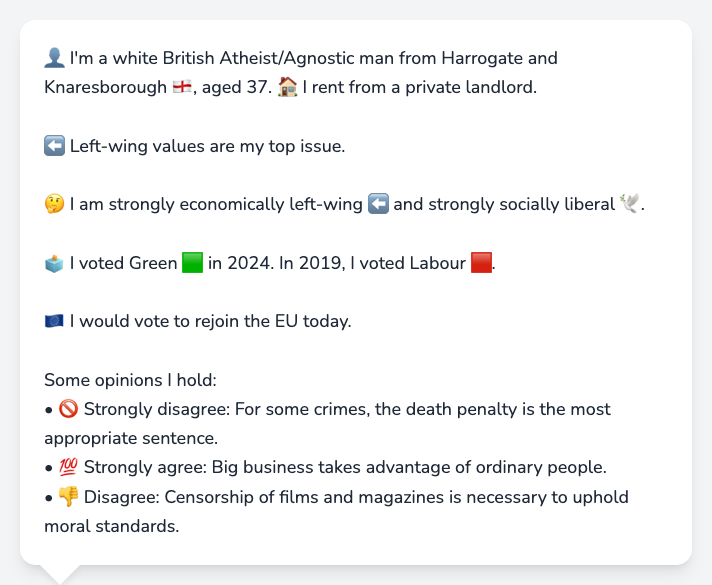 👤 I'm a white British Atheist/Agnostic man from Harrogate and
Knaresborough 🏴󠁧󠁢󠁥󠁮󠁧󠁿, aged 37. 🏠 I rent from a private landlord.
⬅️ Left-wing values are my top issue.
🤔 I am strongly economically left-wing ⬅️ and strongly socially liberal 🕊️.
🗳️ I voted Green 🟩 in 2024. In 2019, I voted Labour 🟥.
🇪🇺 I would vote to rejoin the EU today.
Some opinions I hold:
• 🚫 Strongly disagree: For some crimes, the death penalty is the most
appropriate sentence.
• 💯 Strongly agree: Big business takes advantage of ordinary people.
• 👎 Disagree: Censorship of films and magazines is necessary to uphold
moral standards.